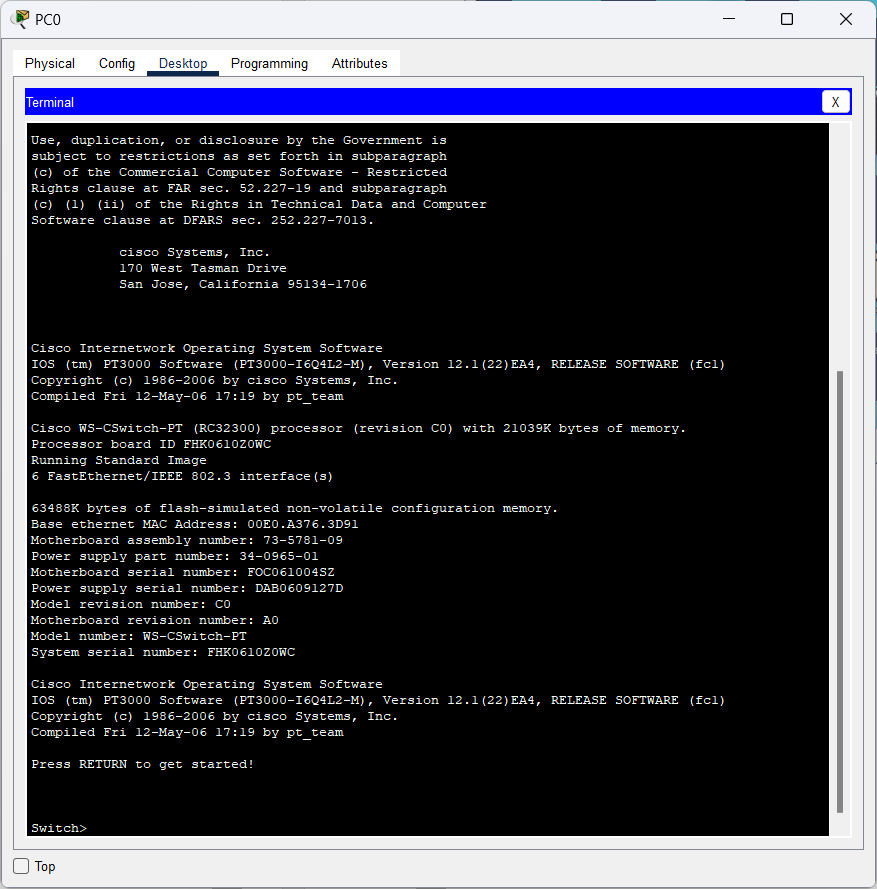 PC0
Physical Config Desktop Programming Attributes
Terminal X
Use, duplication, or disclosure by the Government is
subject to restrictions as set forth in subparagraph
(c) of the Commercial Computer Software - Restricted
Rights clause at FAR sec. 52.227-19 and subparagraph
(c) (1) (ii) of the Rights in Technical Data and Computer
Software clause at DFARS sec. 252.227-7013.
cisco Systems, Inc.
170 West Tasman Drive
San Jose, California 95134-1706
Cisco Internetwork Operating System Software
IOS (tm) PT3000 Software (PT3000-I6Q4L2-M), Version 12.1(22)EA4, RELEASE SOFTWARE (fc1)
Copyright (c) 1986-2006 by cisco Systems, Inc.
Compiled Fri 12-May-06 17:19 by pt_team
Cisco WS-CSwitch-PT (RC32300) processor (revision C0) with 21039K bytes of memory.
Processor board ID FHK0610Z0WC
Running Standard Image
6 FastEthernet/IEEE 802.3 interface(s)
63488K bytes of flash-simulated non-volatile configuration memory.
Base ethernet MAC Address: 00E0.A376.3D91
Motherboard assembly number: 73-5781-09
Power supply part number: 34-0965-01
Motherboard serial number: FOC061004SZ
Power supply serial number: DAB0609127D
Model revision number: C0
Motherboard revision number: A0
Model number: WS-CSwitch-PT
System serial number: FHK0610Z0WC
Cisco Internetwork Operating System Software
IOS (tm) PT3000 Software (PT3000-I6Q4L2-M), Version 12.1(22)EA4, RELEASE SOFTWARE (fc1)
Copyright (c) 1986-2006 by cisco Systems, Inc.
Compiled Fri 12-May-06 17:19 by pt_team
Press RETURN to get started!
Switch>
Top